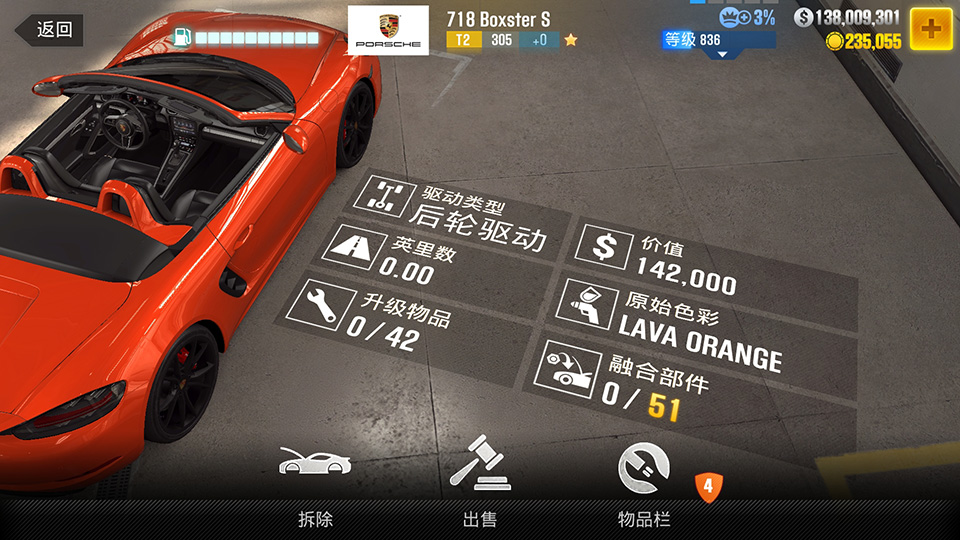 返回
PORSCHE
718 Boxster S
T2 305 +0
3%
等级 836
138,009,301
235,055
驱动类型
后轮驱动
英里数
0.00
升级物品
0/42
价值
142,000
原始色彩
LAVA ORANGE
融合部件
0/51
拆除
出售
物品栏
4